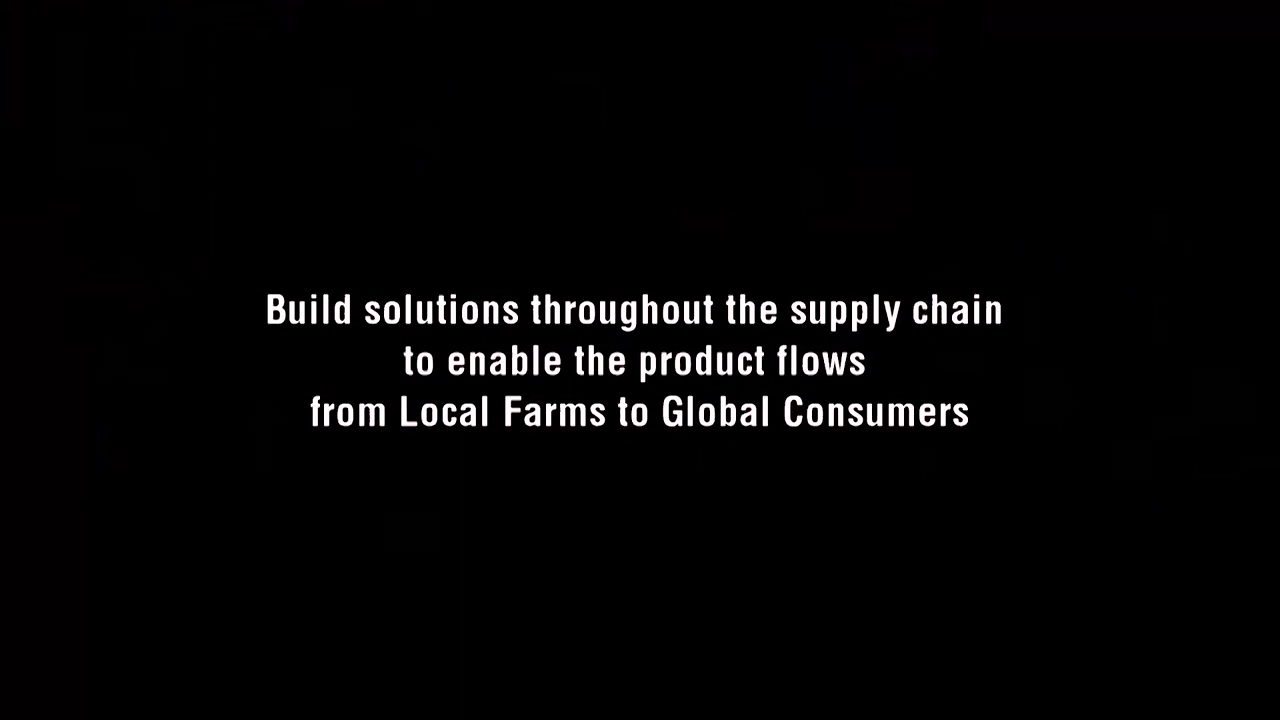 Build solutions throughout the supply chain
to enable the product flows
from Local Farms to Global Consumers